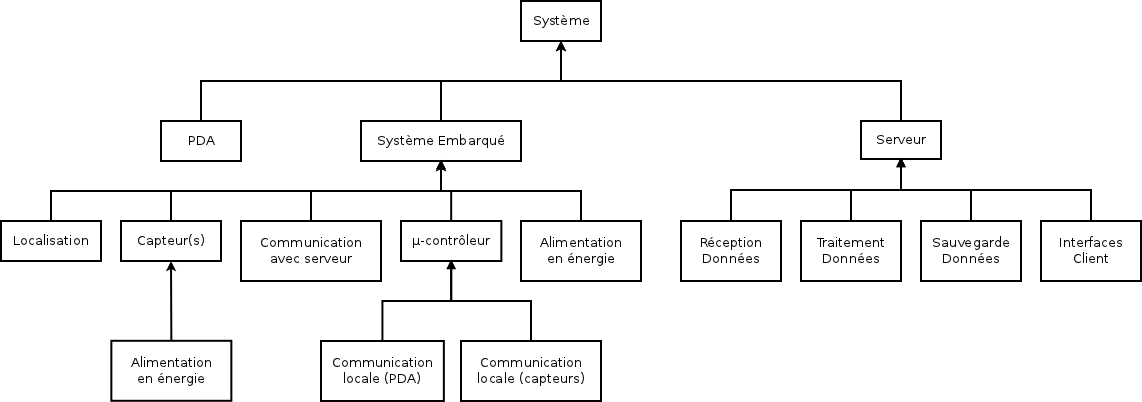 Système
PDA
Système Embarqué
Serveur
Localisation
Capteur(s)
Communication
avec serveur
µ-contrôleur
Alimentation
en énergie
Réception
Données
Traitement
Données
Sauvegarde
Données
Interfaces
Client
Alimentation
en énergie
Communication
locale (PDA)
Communication
locale (capteurs)